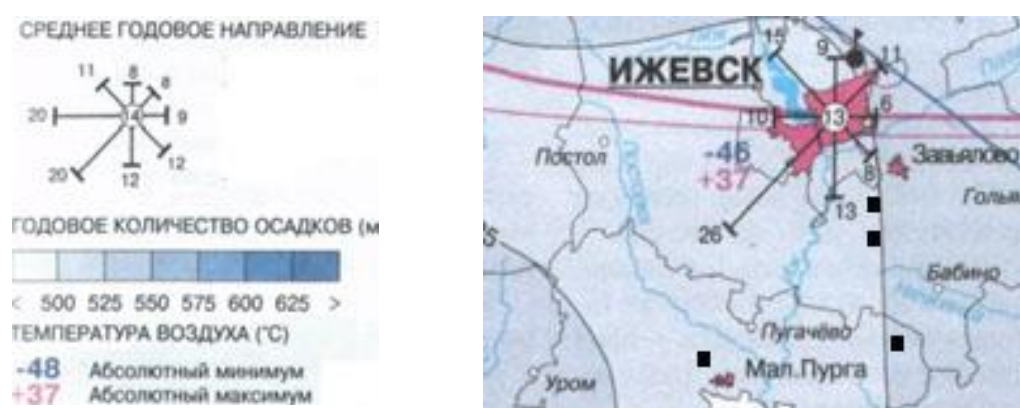 СРЕДНЕЕ ГОДОВОЕ НАПРАВЛЕНИЕ
11 8 8
20 14 9
20 12 12
ГОДОВОЕ КОЛИЧЕСТВО ОСАДКОВ (м
< 500 525 550 575 600 625 >
ТЕМПЕРАТУРА ВОЗДУХА (°С)
-48 Абсолютный минимум
+37 Абсолютный максимум
15 9 11
ИЖЕВСК
10 13 6
Постол
-46
+37
Завьялово
8
13
26
Голья
Бабино
Пугачёво
Мал.Пурга
-46
Уром